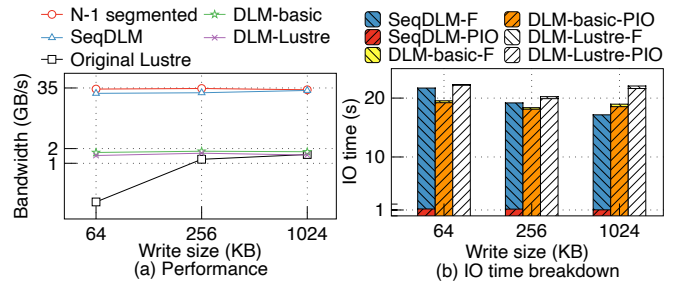 N-1 segmented
SeqDLM
Original Lustre
DLM-basic
DLM-Lustre
Bandwidth (GB/s)
35
2
1
64
256
1024
Write size (KB)
(a) Performance
SeqDLM-F
SeqDLM-PIO
DLM-basic-F
DLM-basic-PIO
DLM-Lustre-F
DLM-Lustre-PIO
IO time (s)
20
10
1
64
256
1024
Write size (KB)
(b) IO time breakdown